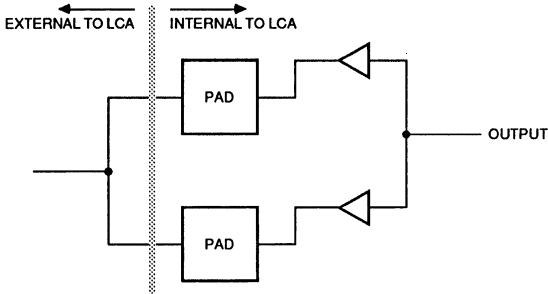 EXTERNAL TO LCA
INTERNAL TO LCA
PAD
OUTPUT
PAD